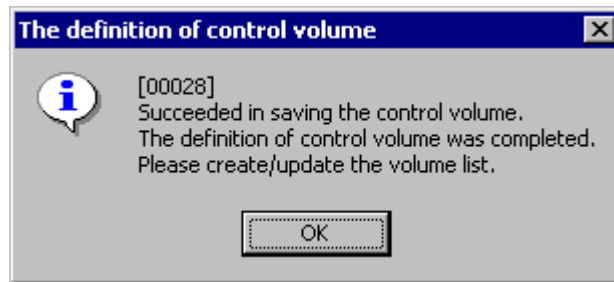 The definition of control volume
[00028]
Succeeded in saving the control volume.
The definition of control volume was completed.
Please create/update the volume list.
OK